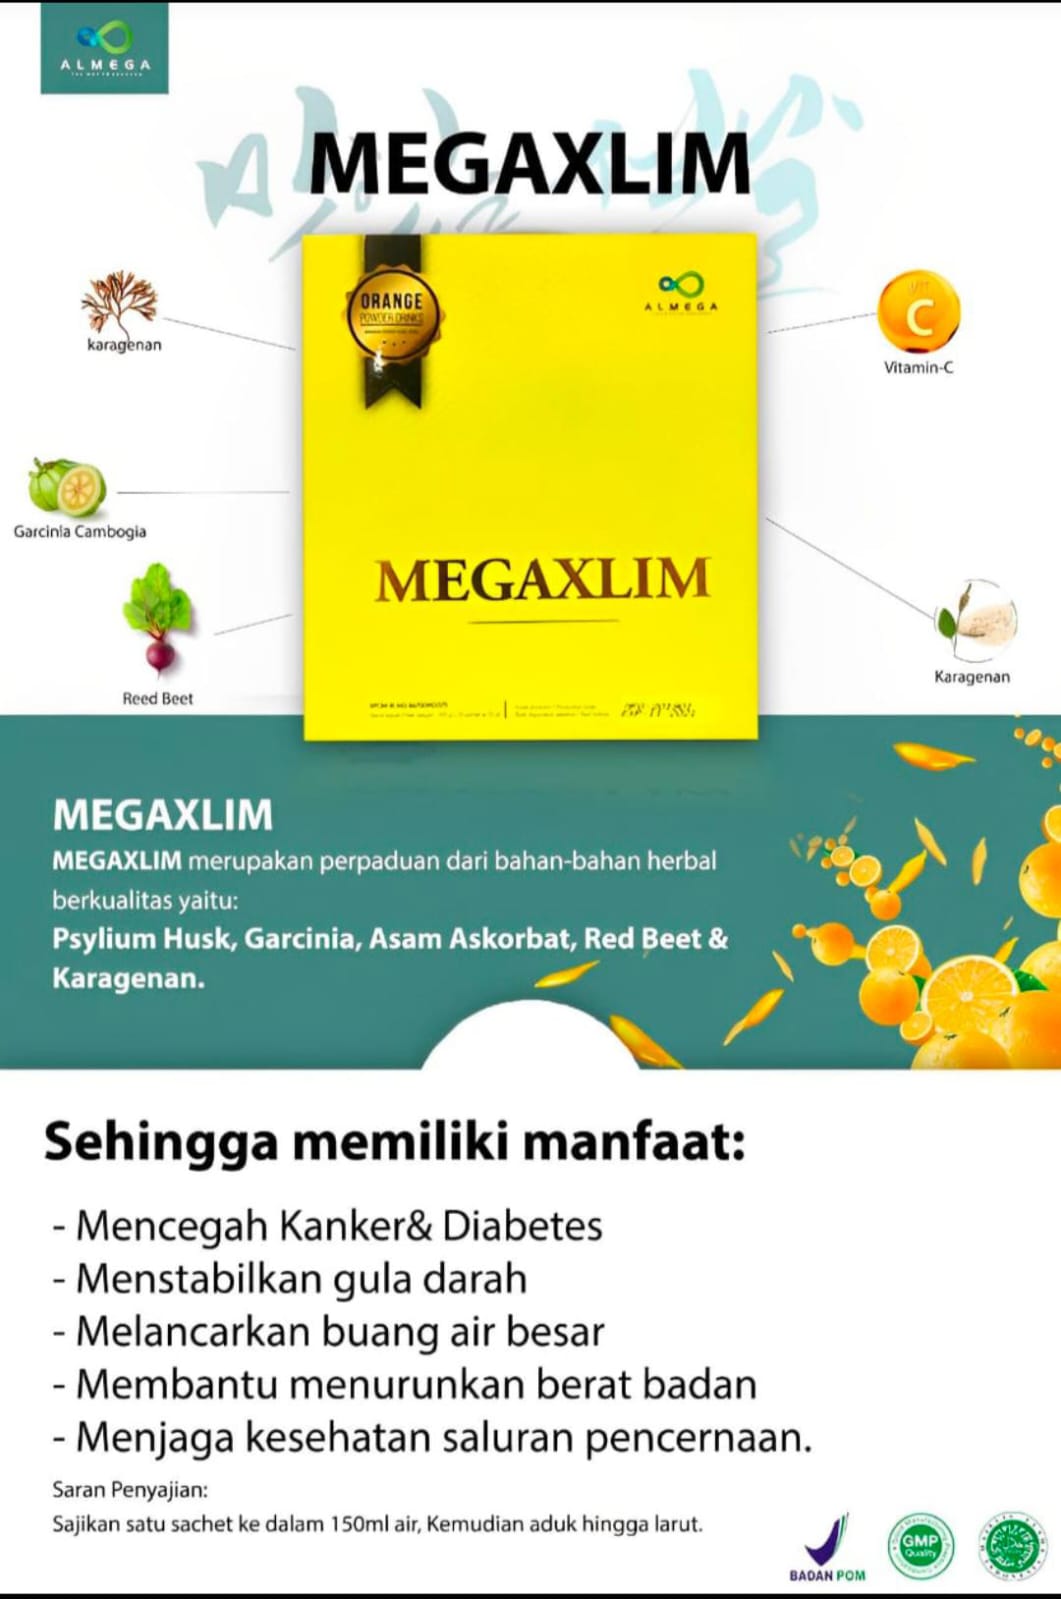 ALMEGA
MEGAXLIM
ORANGE
POWDER DRINKS
ALMEGA
karagenan
C
Vitamin-C
Garcinia Cambogia
Reed Beet
Karagenan
MEGAXLIM
MEGAXLIM
MEGAXLIM merupakan perpaduan dari bahan-bahan herbal
berkualitas yaitu:
Psylium Husk, Garcinia, Asam Askorbat, Red Beet &
Karagenan.
Sehingga memiliki manfaat:
- Mencegah Kanker& Diabetes
- Menstabilkan gula darah
- Melancarkan buang air besar
- Membantu menurunkan berat badan
- Menjaga kesehatan saluran pencernaan.
Saran Penyajian:
Sajikan satu sachet ke dalam 150ml air, Kemudian aduk hingga larut.
BADAN POM
GMP
Quality